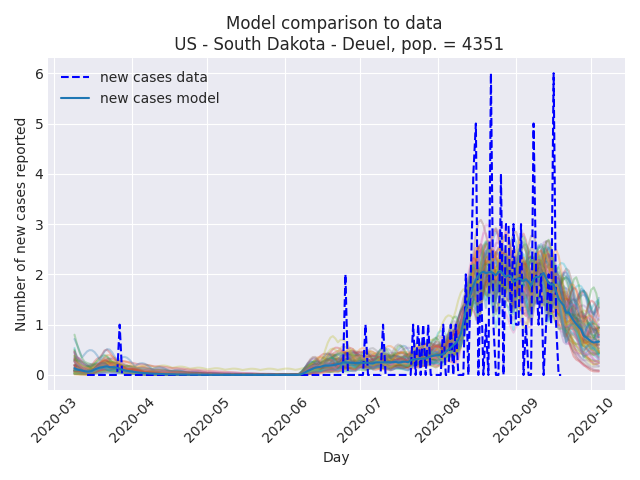 Model comparison to data
US - South Dakota - Deuel, pop. = 4351
new cases data
new cases model
Number of new cases reported
6
5
4
3
2
1
0
2020-03
2020-04
2020-05
2020-06
2020-07
2020-08
2020-09
2020-10
Day